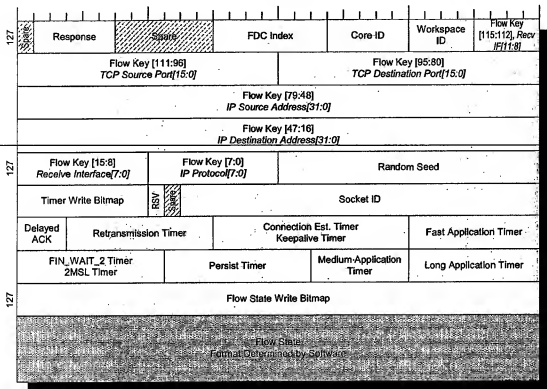 127
Spare
Response
Spare
FDC Index
Core-ID
Workspace
ID
Flow Key
[115:112], Recv
IF[11:8]
Flow Key [111:96]
TCP Source Port[15:0]
Flow Key [95:80]
TCP Destination Port[15:0]
Flow Key [79:48]
IP Source Address[31:0]
Flow Key [47:16]
IP Destination Address[31:0]
127
Flow Key [15:8]
Receive Interface[7:0]
Flow Key [7:0]
IP Protocol[7:0]
Random Seed
Timer Write Bitmap
RSV
Spare
Socket ID
Delayed
ACK
Retransmission Timer
Connection Est. Timer
Keepalive Timer
Fast Application Timer
FIN_WAIT_2 Timer
2MSL Timer
Persist Timer
Medium-Application
Timer
Long Application Timer
127
Flow State Write Bitmap
Flow State
Format Determined by Software